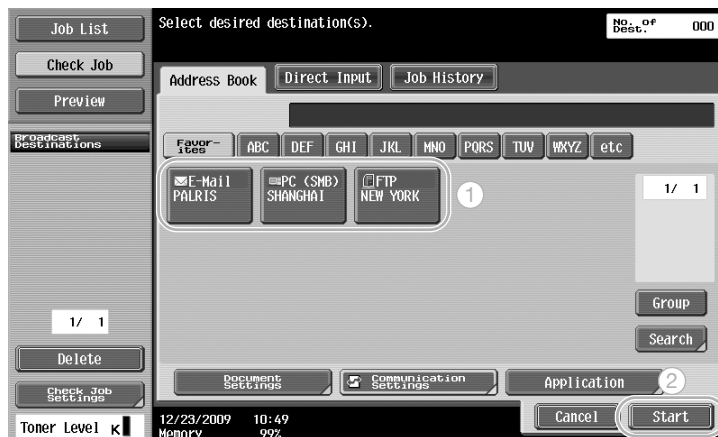 Job List
Check Job
Preview
Broadcast
Destinations
1/ 1
Delete
Check Job
Settings
Toner Level K
Select desired destination(s).
No. of
Dest. 000
Address Book Direct Input Job History
Favor-
ites ABC DEF GHI JKL MNO PQRS TUV WXYZ etc
E-Mail PC (SMB) FTP
PALRIS SHANGHAI NEW YORK
1
1/ 1
Group
Search
Document
Settings
Communication
Settings
Application
2
12/23/2009 10:49
Memory 99%
Cancel Start